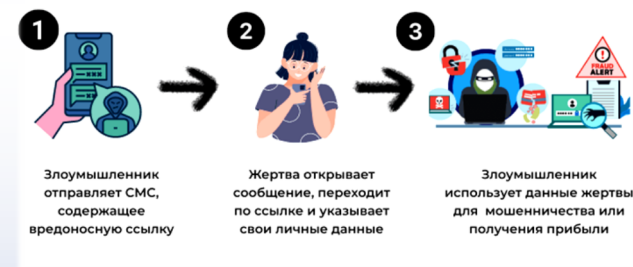 1
2
3
FRAUD
ALERT
Злоумышленник
отправляет СМС,
содержащее
вредоносную ссылку
Жертва открывает
сообщение, переходит
по ссылке и указывает
свои личные данные
Злоумышленник
использует данные жертвы
для мошенничества или
получения прибыли